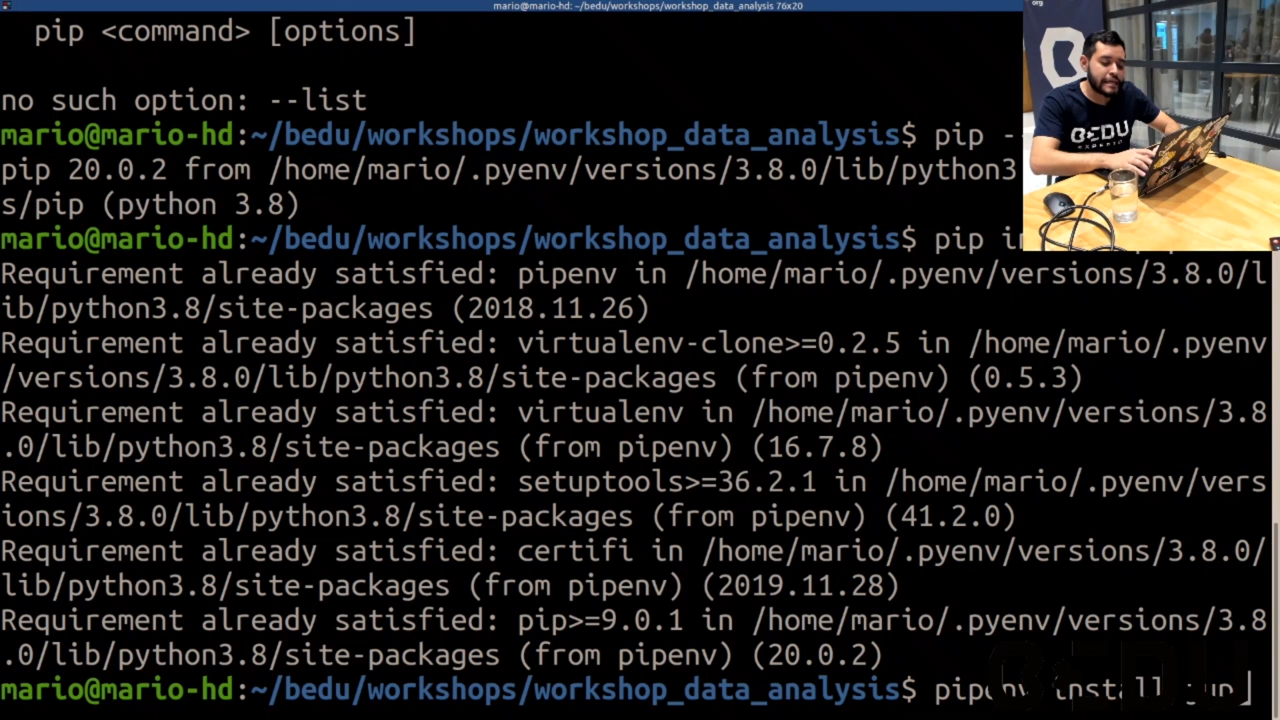 mario@mario-hd: ~/bedu/workshops/workshop_data_analysis 76x20
org
pip <command> [options]
no such option: --list
mario@mario-hd:~/bedu/workshops/workshop_data_analysis$ pip
pip 20.0.2 from /home/mario/.pyenv/versions/3.8.0/lib/python3
s/pip (python 3.8)
mario@mario-hd:~/bedu/workshops/workshop_data_analysis$ pip
Requirement already satisfied: pipenv in /home/mario/.pyenv/versions/3.8.0/l
ib/python3.8/site-packages (2018.11.26)
Requirement already satisfied: virtualenv-clone>=0.2.5 in /home/mario/.pyenv
/versions/3.8.0/lib/python3.8/site-packages (from pipenv) (0.5.3)
Requirement already satisfied: virtualenv in /home/mario/.pyenv/versions/3.8
.0/lib/python3.8/site-packages (from pipenv) (16.7.8)
Requirement already satisfied: setuptools>=36.2.1 in /home/mario/.pyenv/vers
ions/3.8.0/lib/python3.8/site-packages (from pipenv) (41.2.0)
Requirement already satisfied: certifi in /home/mario/.pyenv/versions/3.8.0/
lib/python3.8/site-packages (from pipenv) (2019.11.28)
Requirement already satisfied: pip>=9.0.1 in /home/mario/.pyenv/versions/3.8
.0/lib/python3.8/site-packages (from pipenv) (20.0.2)
mario@mario-hd:~/bedu/workshops/workshop_data_analysis$ pipenv install
BEDU
EXPERTO
BEDU